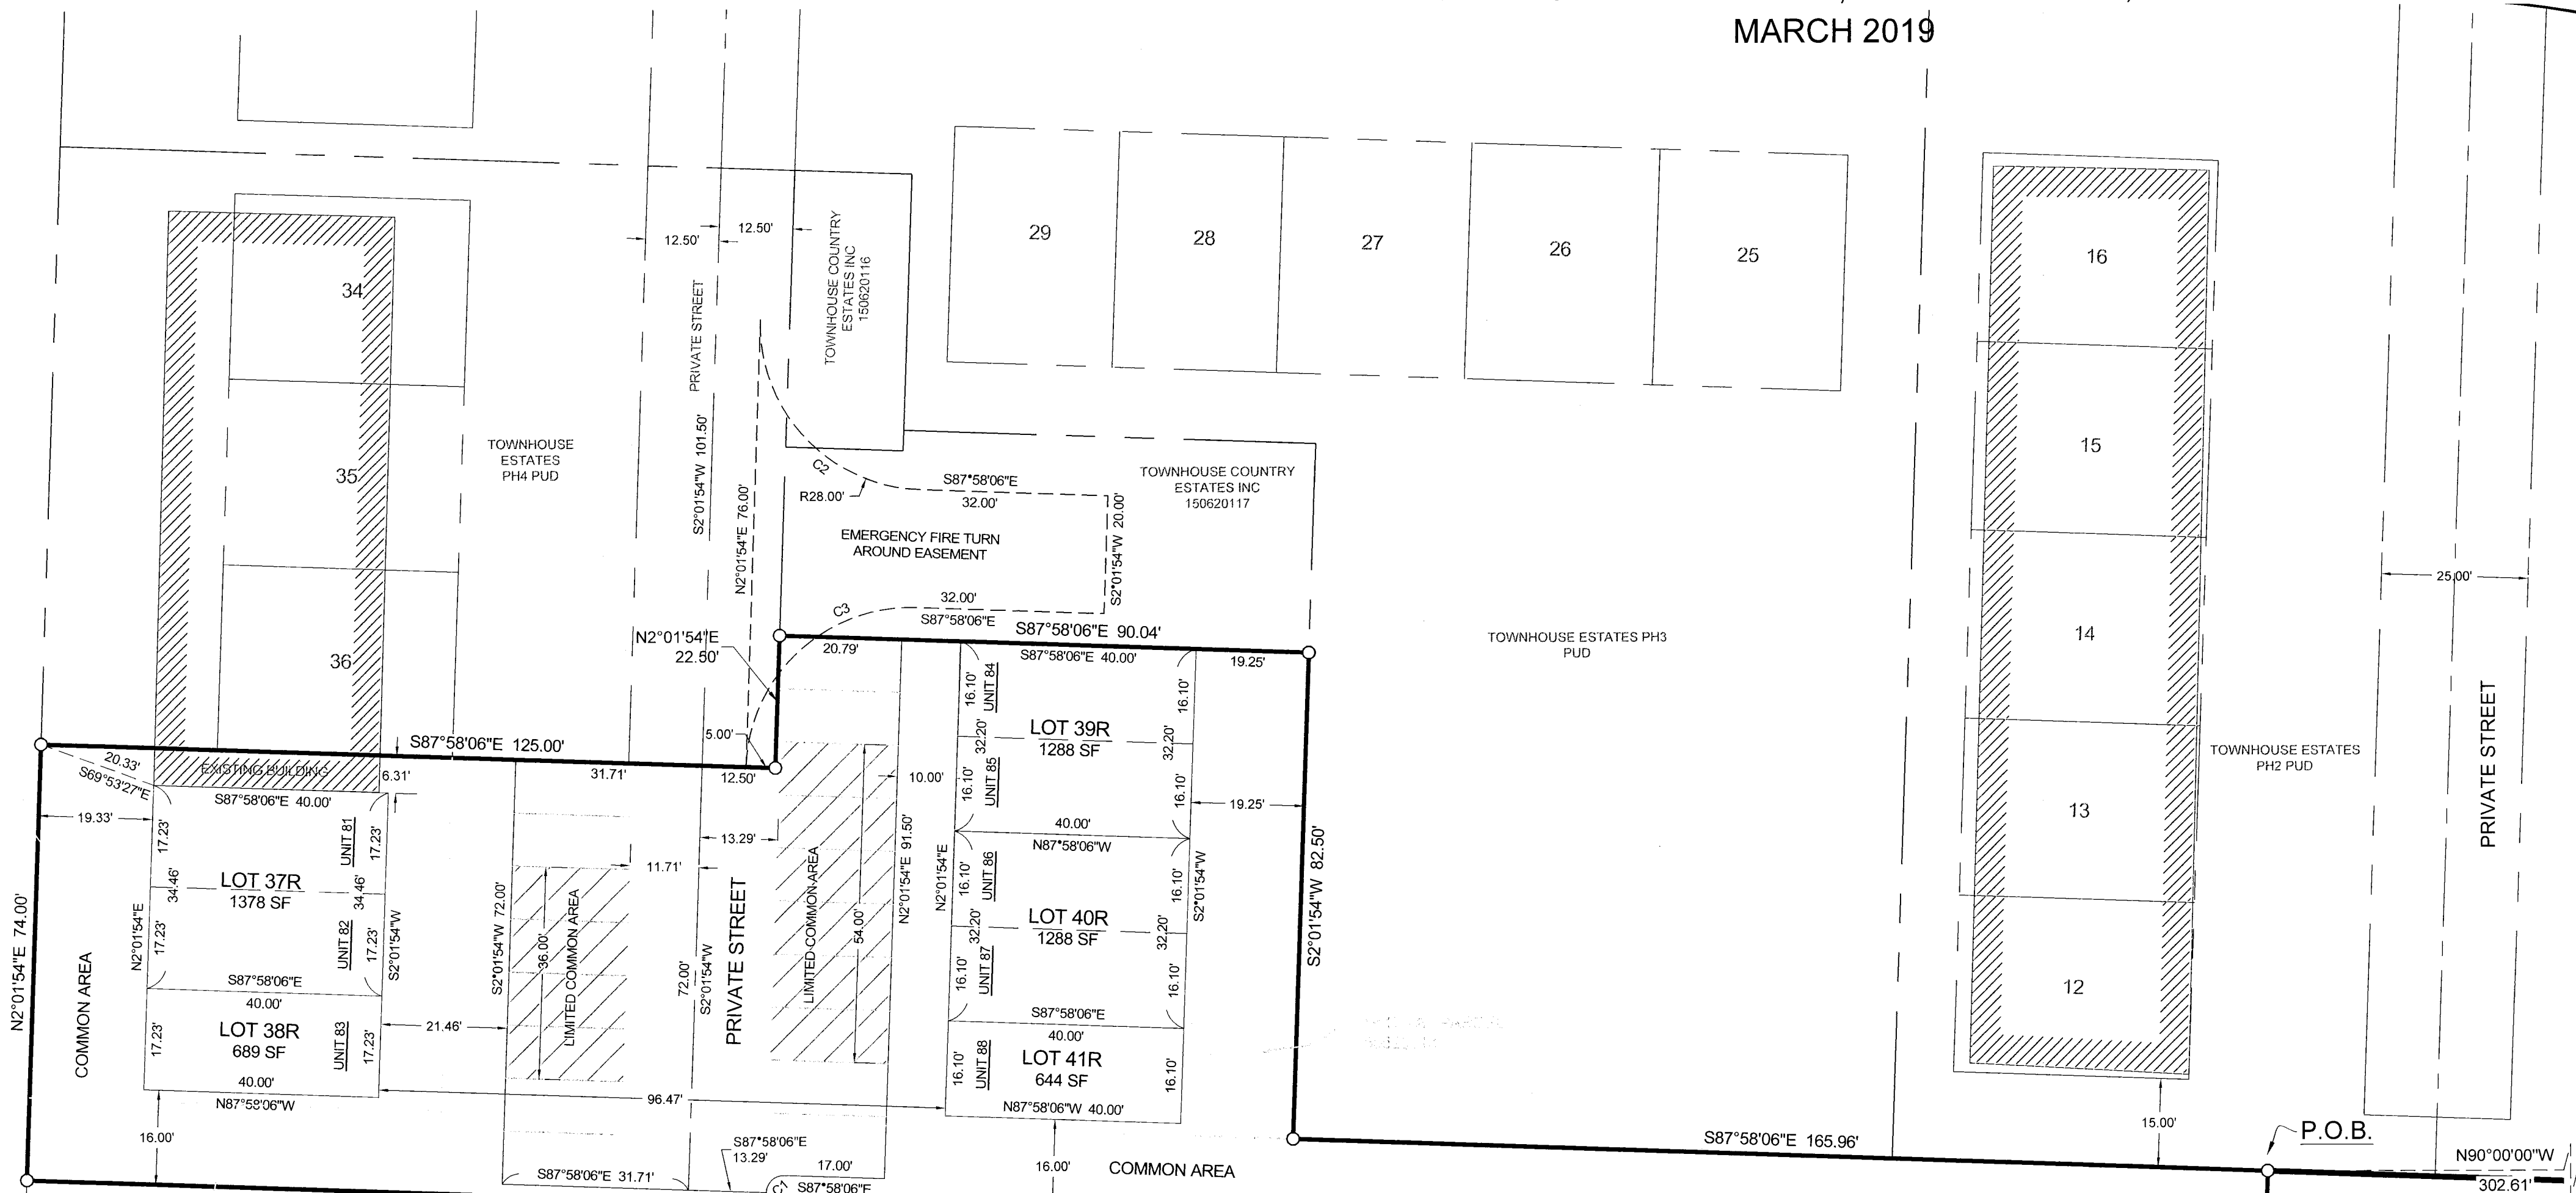 MARCH 2019
12.50'
12.50'
PRIVATE STREET
S2°01'54"W 101.50'
TOWNHOUSE COUNTRY
ESTATES INC
150620116
29
28
27
26
25
16
15
14
13
12
34
35
36
TOWNHOUSE
ESTATES
PH4 PUD
N2°01'54"E 76.00'
C2
R28.00'
S87°58'06"E
32.00'
S2°01'54"W 20.00'
EMERGENCY FIRE TURN
AROUND EASEMENT
TOWNHOUSE COUNTRY
ESTATES INC
150620117
C3
32.00'
S87°58'06"E
25.00'
N2°01'54"E
22.50'
S87°58'06"E 90.04'
20.79'
S87°58'06"E 40.00'
19.25'
TOWNHOUSE ESTATES PH3
PUD
TOWNHOUSE ESTATES
PH2 PUD
PRIVATE STREET
S87°58'06"E 125.00'
5.00'
20.33'
S69°53'27"E
EXISTING BUILDING
6.31'
31.71'
12.50'
S87°58'06"E 40.00'
19.33'
17.23'
UNIT 81
17.23'
LOT 37R
1378 SF
34.46'
34.46'
N2°01'54"E
17.23'
UNIT 82
17.23'
S2°01'54"W
S87°58'06"E
40.00'
LOT 38R
689 SF
17.23'
UNIT 83
17.23'
40.00'
N87°58'06"W
N2°01'54"E 74.00'
COMMON AREA
16.00'
21.46'
S2°01'54"W 72.00'
36.00'
LIMITED COMMON AREA
11.71'
13.29'
72.00'
S2°01'54"W
PRIVATE STREET
LIMITED COMMON AREA
54.00'
10.00'
N2°01'54"E 91.50'
N2°01'54"E
16.10'
UNIT 84
16.10'
LOT 39R
1288 SF
32.20'
32.20'
16.10'
UNIT 85
16.10'
19.25'
40.00'
N87°58'06"W
16.10'
UNIT 86
16.10'
LOT 40R
1288 SF
32.20'
32.20'
16.10'
UNIT 87
16.10'
S2°01'54"W
S2°01'54"W 82.50'
S87°58'06"E
40.00'
LOT 41R
644 SF
16.10'
UNIT 88
16.10'
N87°58'06"W 40.00'
96.47'
S87°58'06"E
13.29'
S87°58'06"E 31.71'
17.00'
C1
S87°58'06"E
16.00'
COMMON AREA
S87°58'06"E 165.96'
15.00'
P.O.B.
N90°00'00"W
302.61'